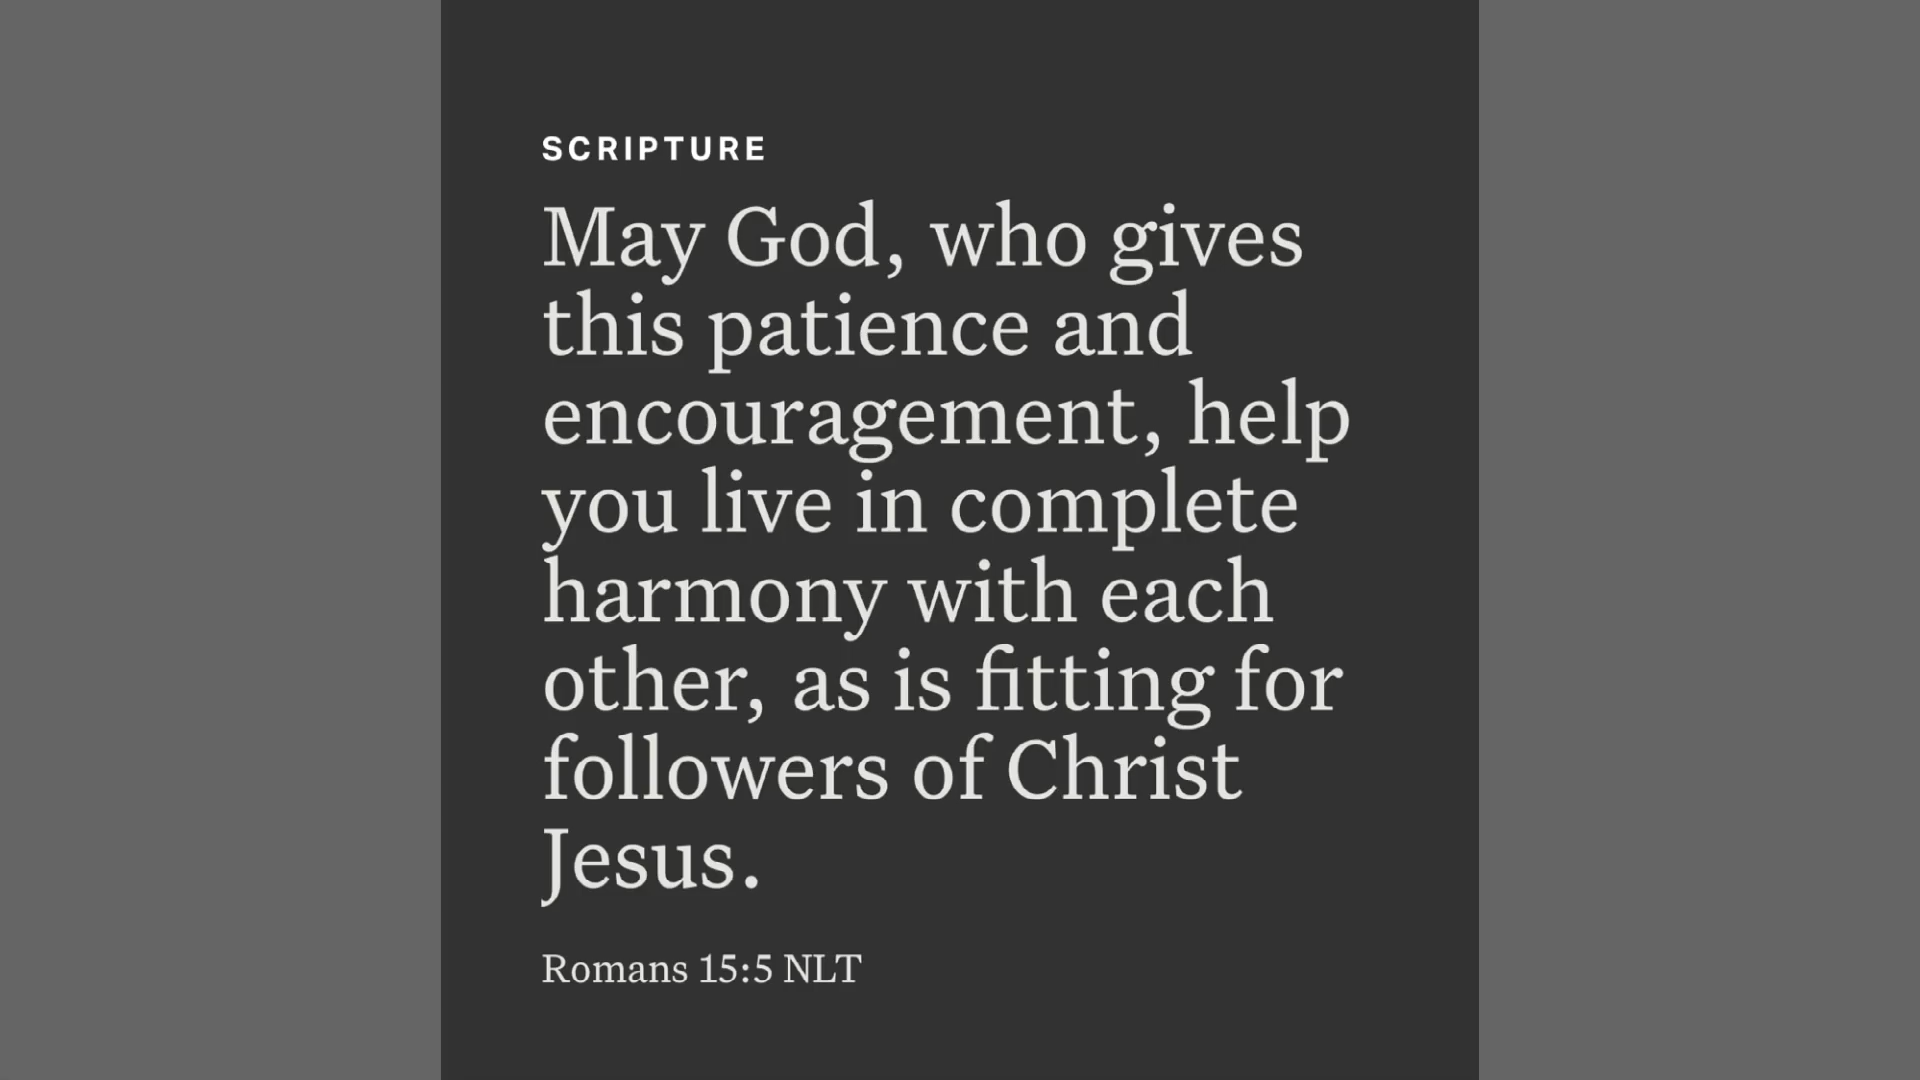 SCRIPTURE
May God, who gives
this patience and
encouragement, help
you live in complete
harmony with each
other, as is fitting for
followers of Christ
Jesus.
Romans 15:5 NLT